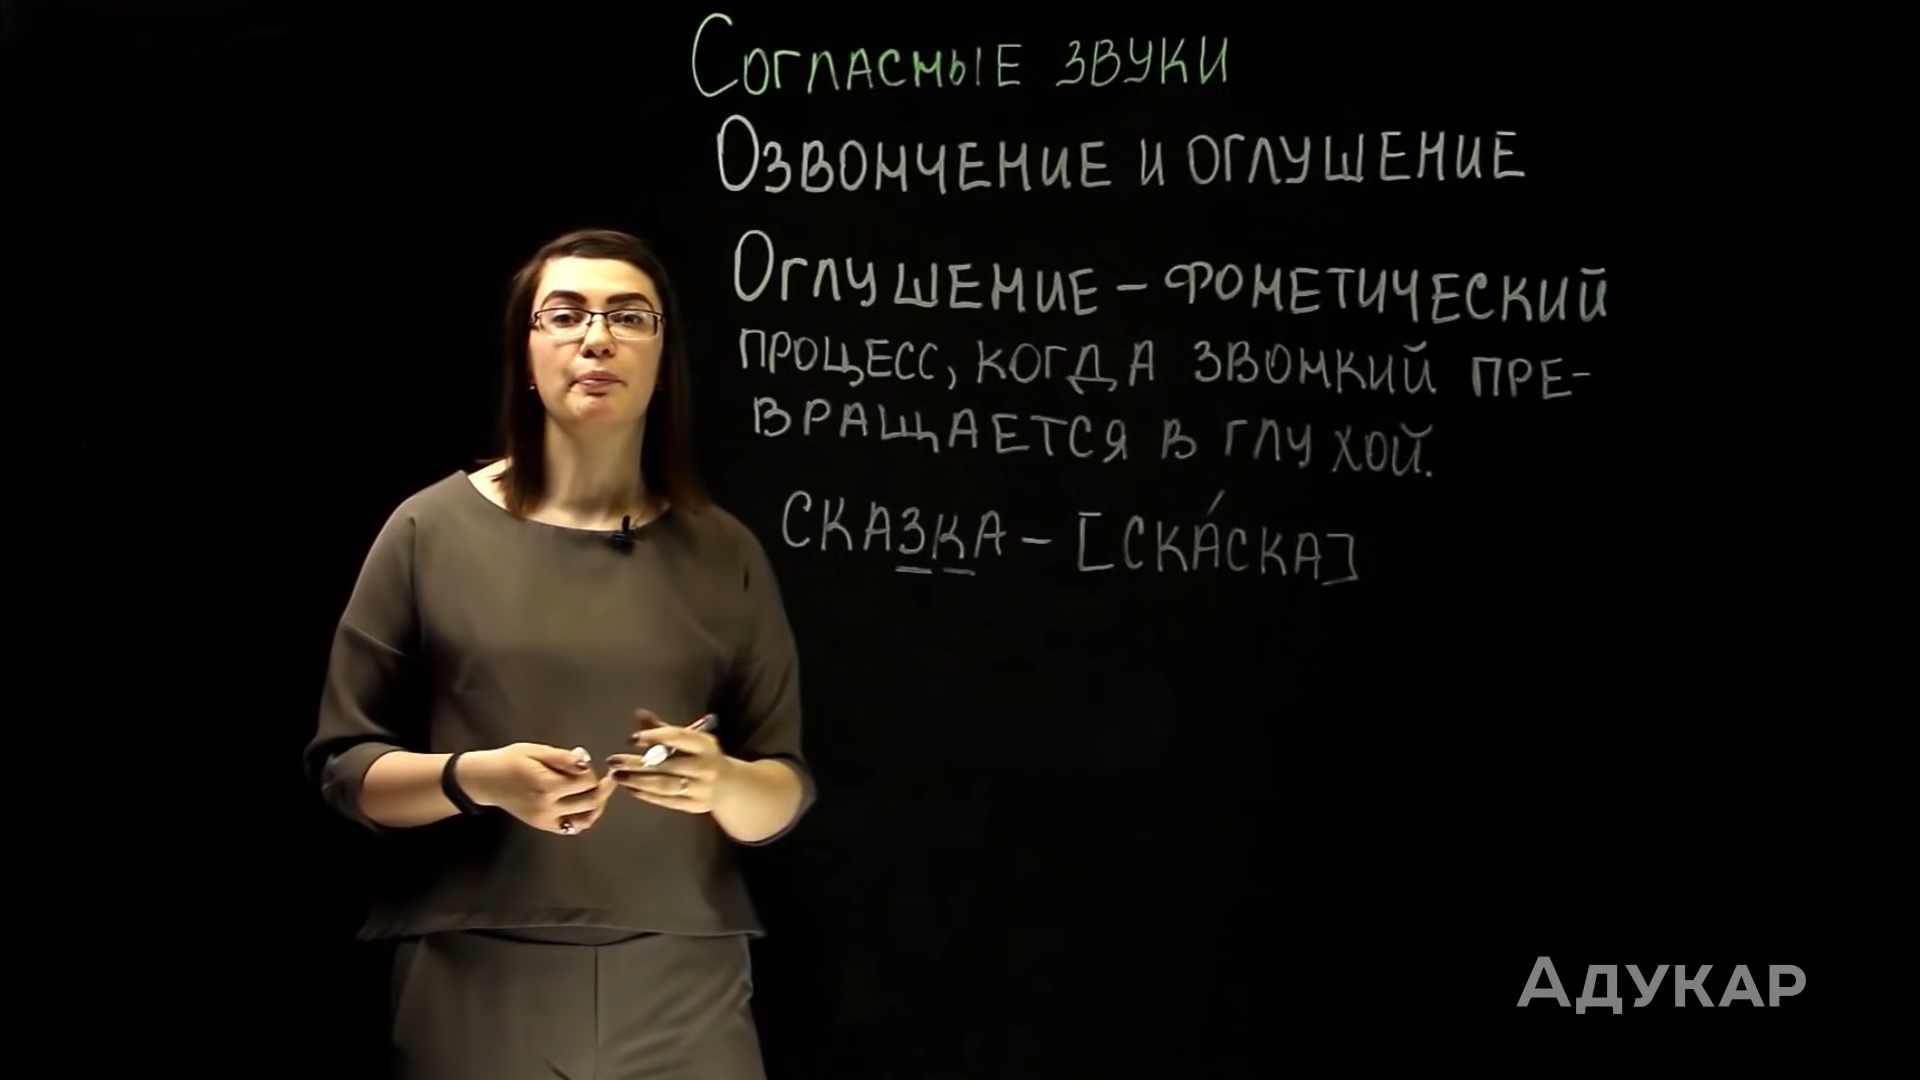 Согласные звуки
Озвончение и оглушение
Оглушение – фонетический
процесс, когда звонкий пре-
вращается в глухой.
сказка – [ска́ска]
Адукар